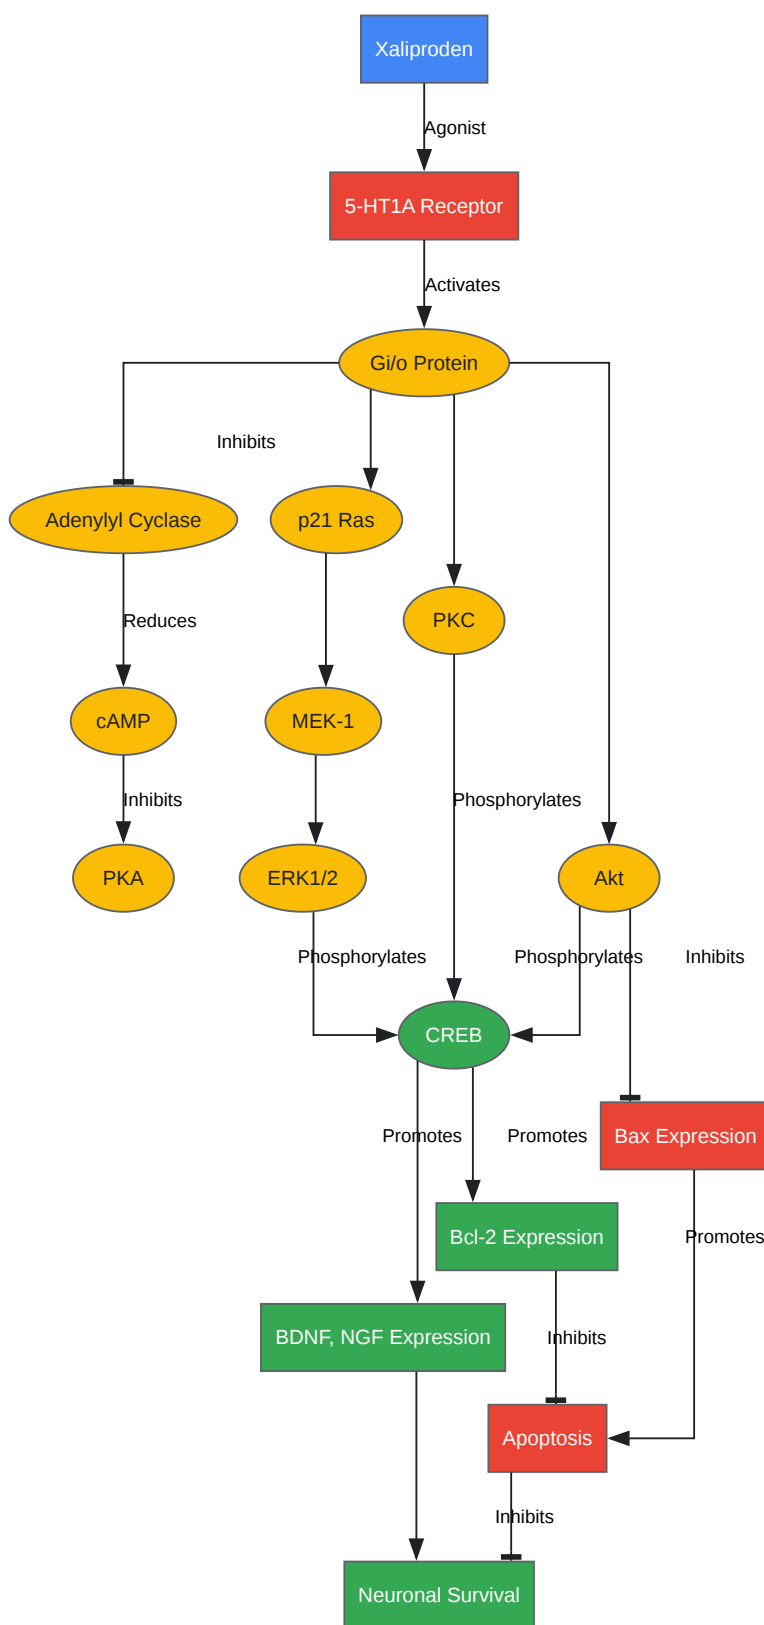 Xaliproden
Agonist
5-HT1A Receptor
Activates
Gi/o Protein
Inhibits
Adenylyl Cyclase
p21 Ras
Reduces
PKC
cAMP
MEK-1
Inhibits
Phosphorylates
PKA
ERK1/2
Akt
Phosphorylates
Phosphorylates
Inhibits
CREB
Promotes
Promotes
Bax Expression
Bcl-2 Expression
Promotes
BDNF, NGF Expression
Inhibits
Apoptosis
Inhibits
Neuronal Survival